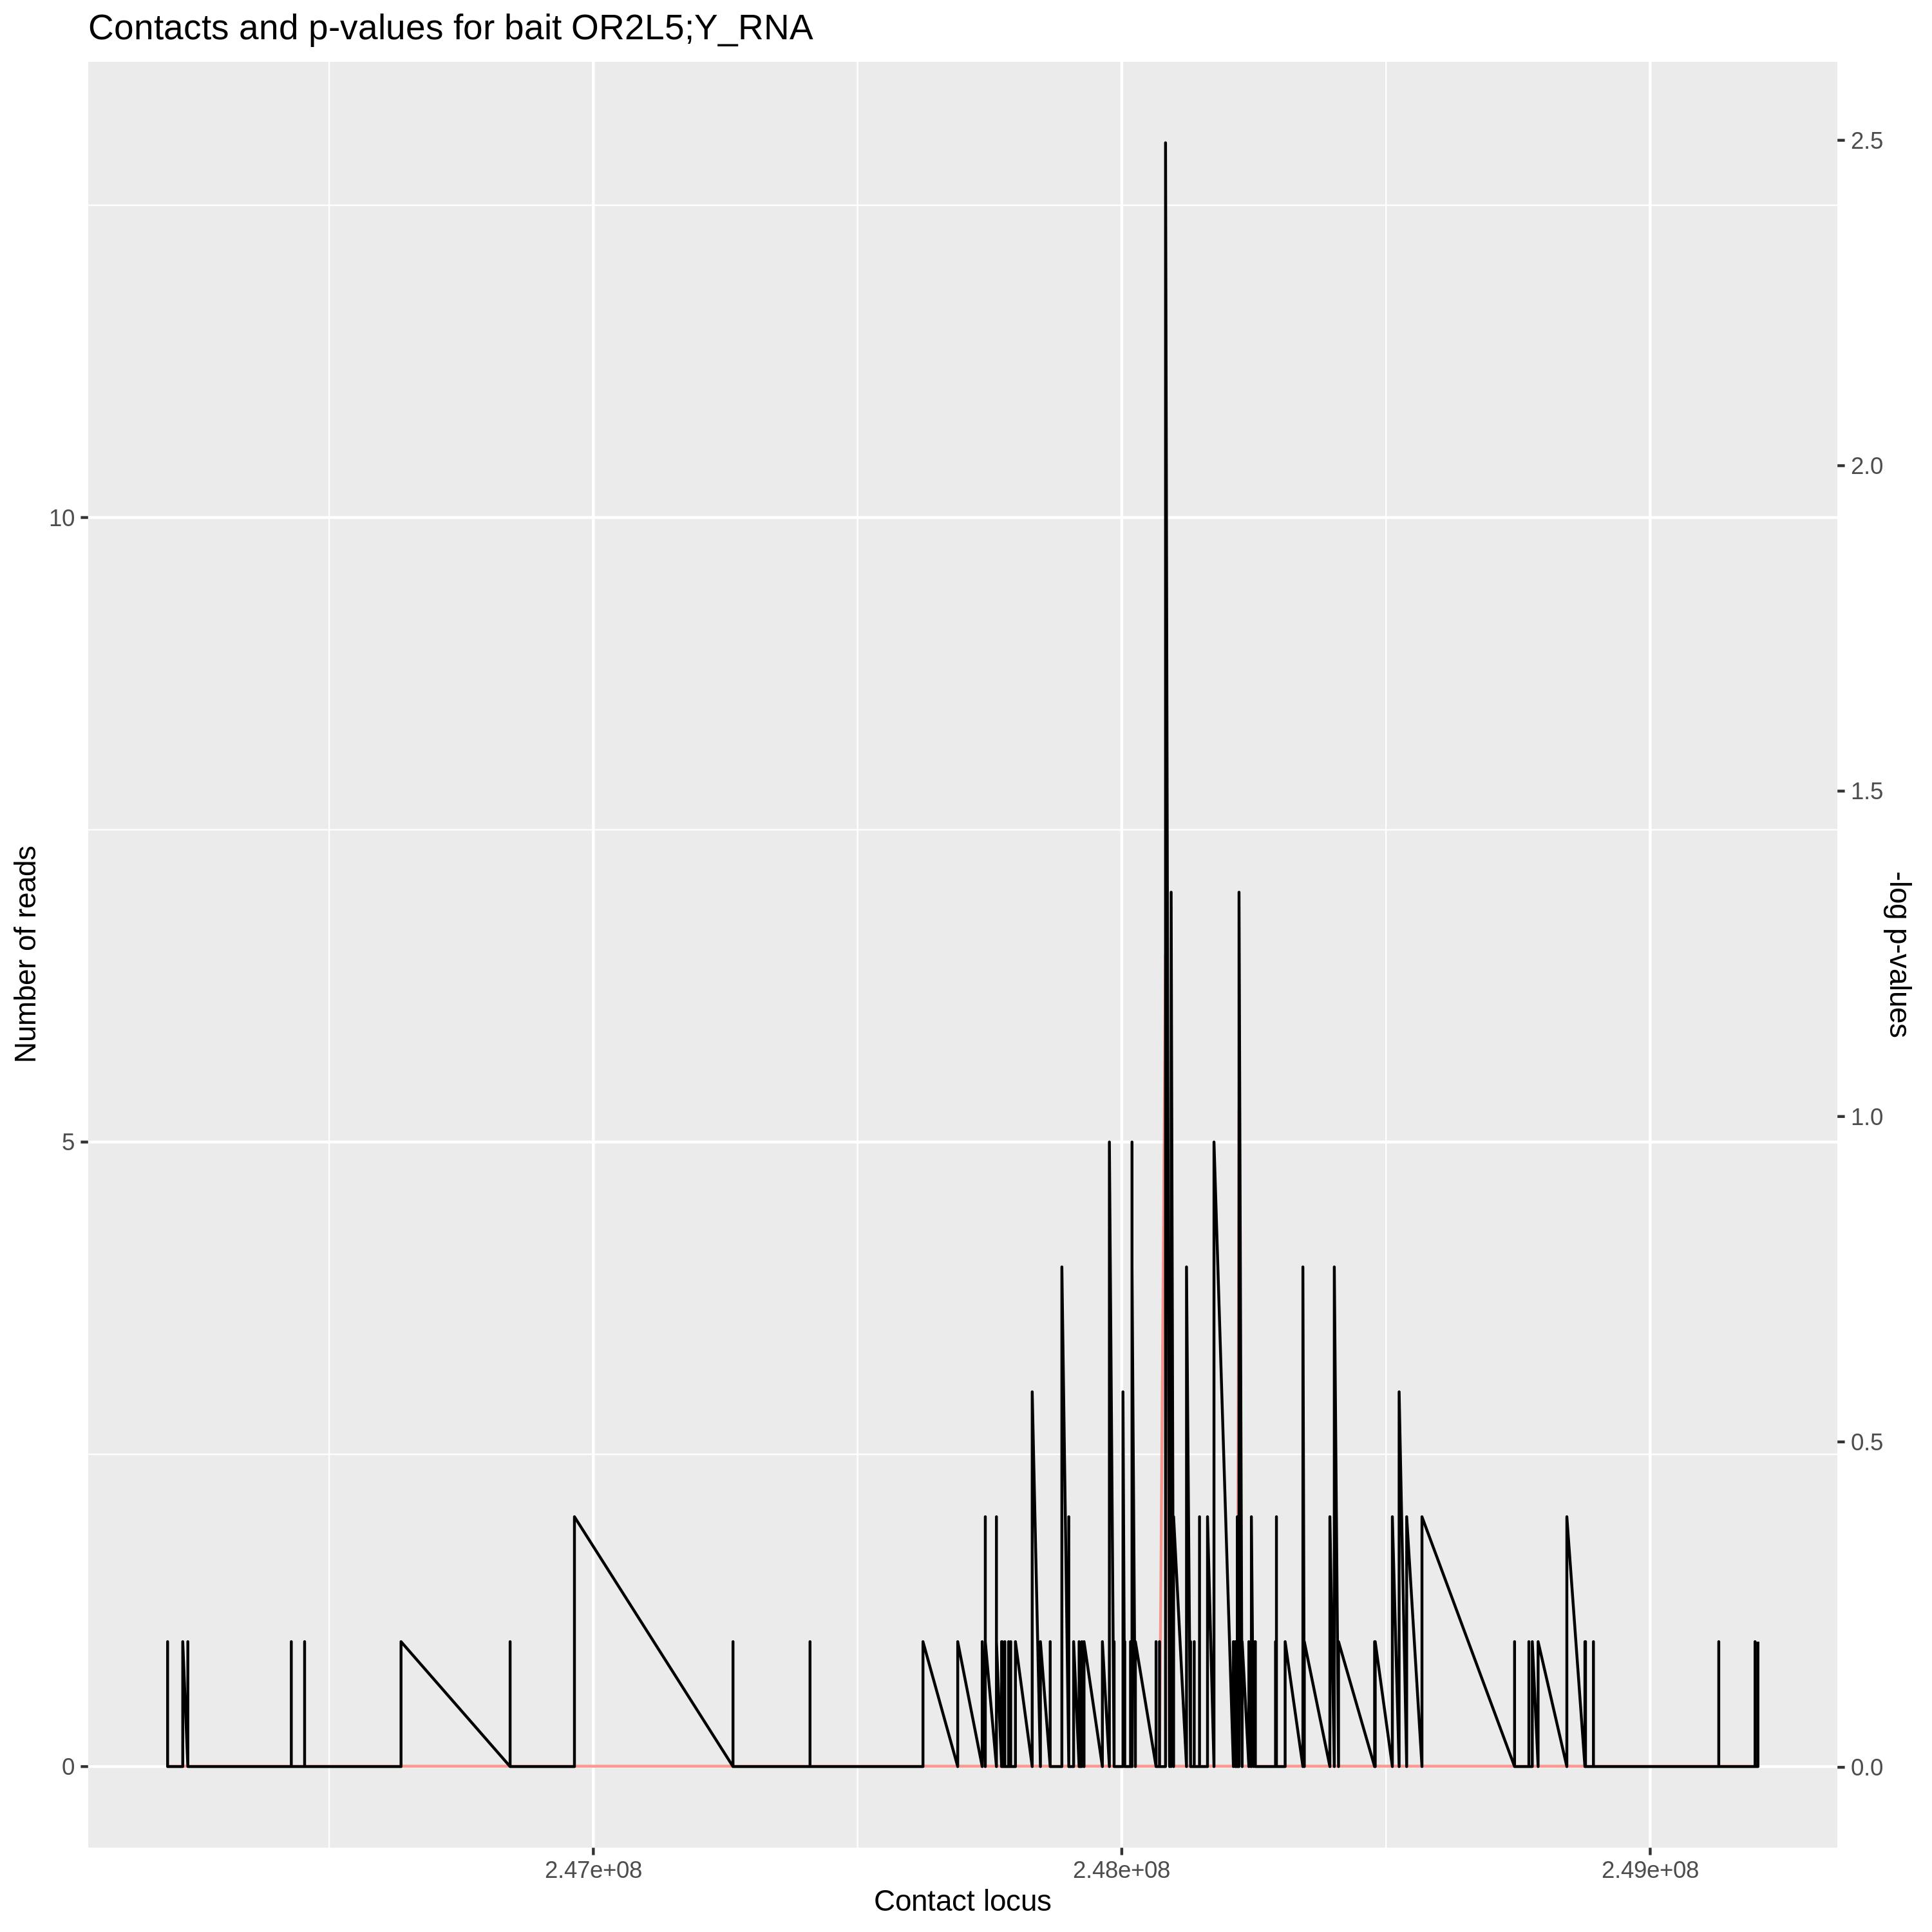 Contacts and p-values for bait OR2L5;Y_RNA
Number of reads
10
5
0
2.5
2.0
1.5
1.0
0.5
0.0
-log p-values
2.47e+08
2.48e+08
2.49e+08
Contact locus